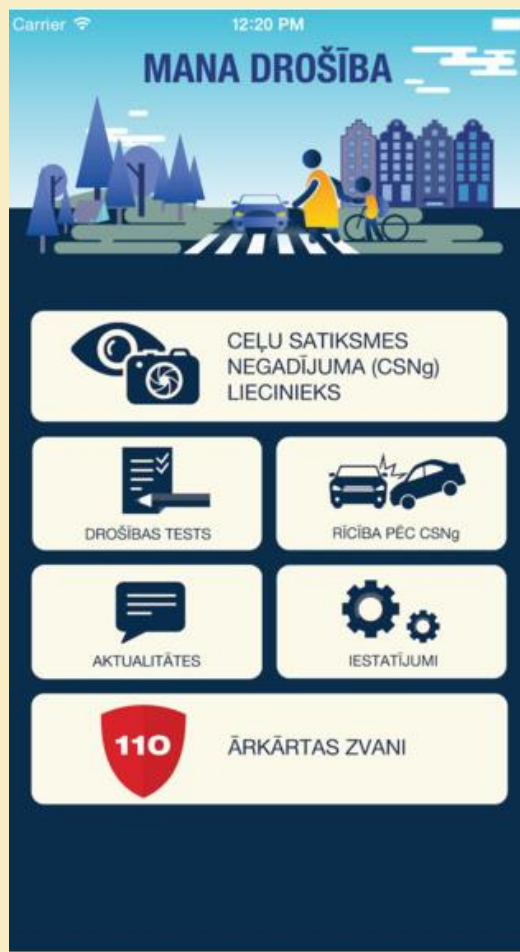 Carrier 12:20 PM
MANA DROŠĪBA
CEĻU SATIKSMES
NEGADĪJUMA (CSNg)
LIECINIEKS
DROŠĪBAS TESTS
RĪCĪBA PĒC CSNg
AKTUALITĀTES
IESTATĪJUMI
110
ĀRKĀRTAS ZVANI